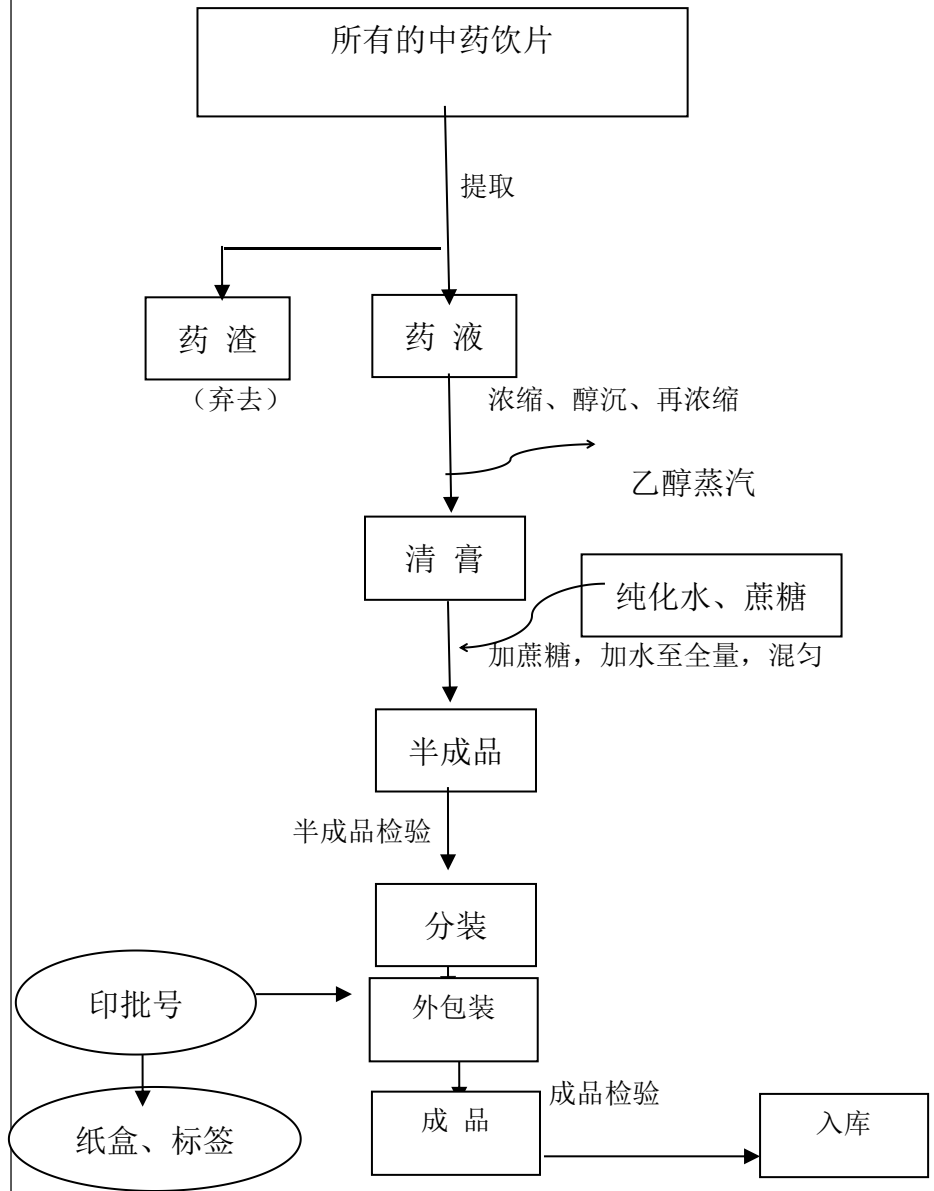 所有的中药饮片
提取
药 渣
药 液
（弃去）
浓缩、醇沉、再浓缩
乙醇蒸汽
清 膏
纯化水、蔗糖
加蔗糖，加水至全量，混匀
半成品
半成品检验
分装
印批号
外包装
纸盒、标签
成 品
成品检验
入库